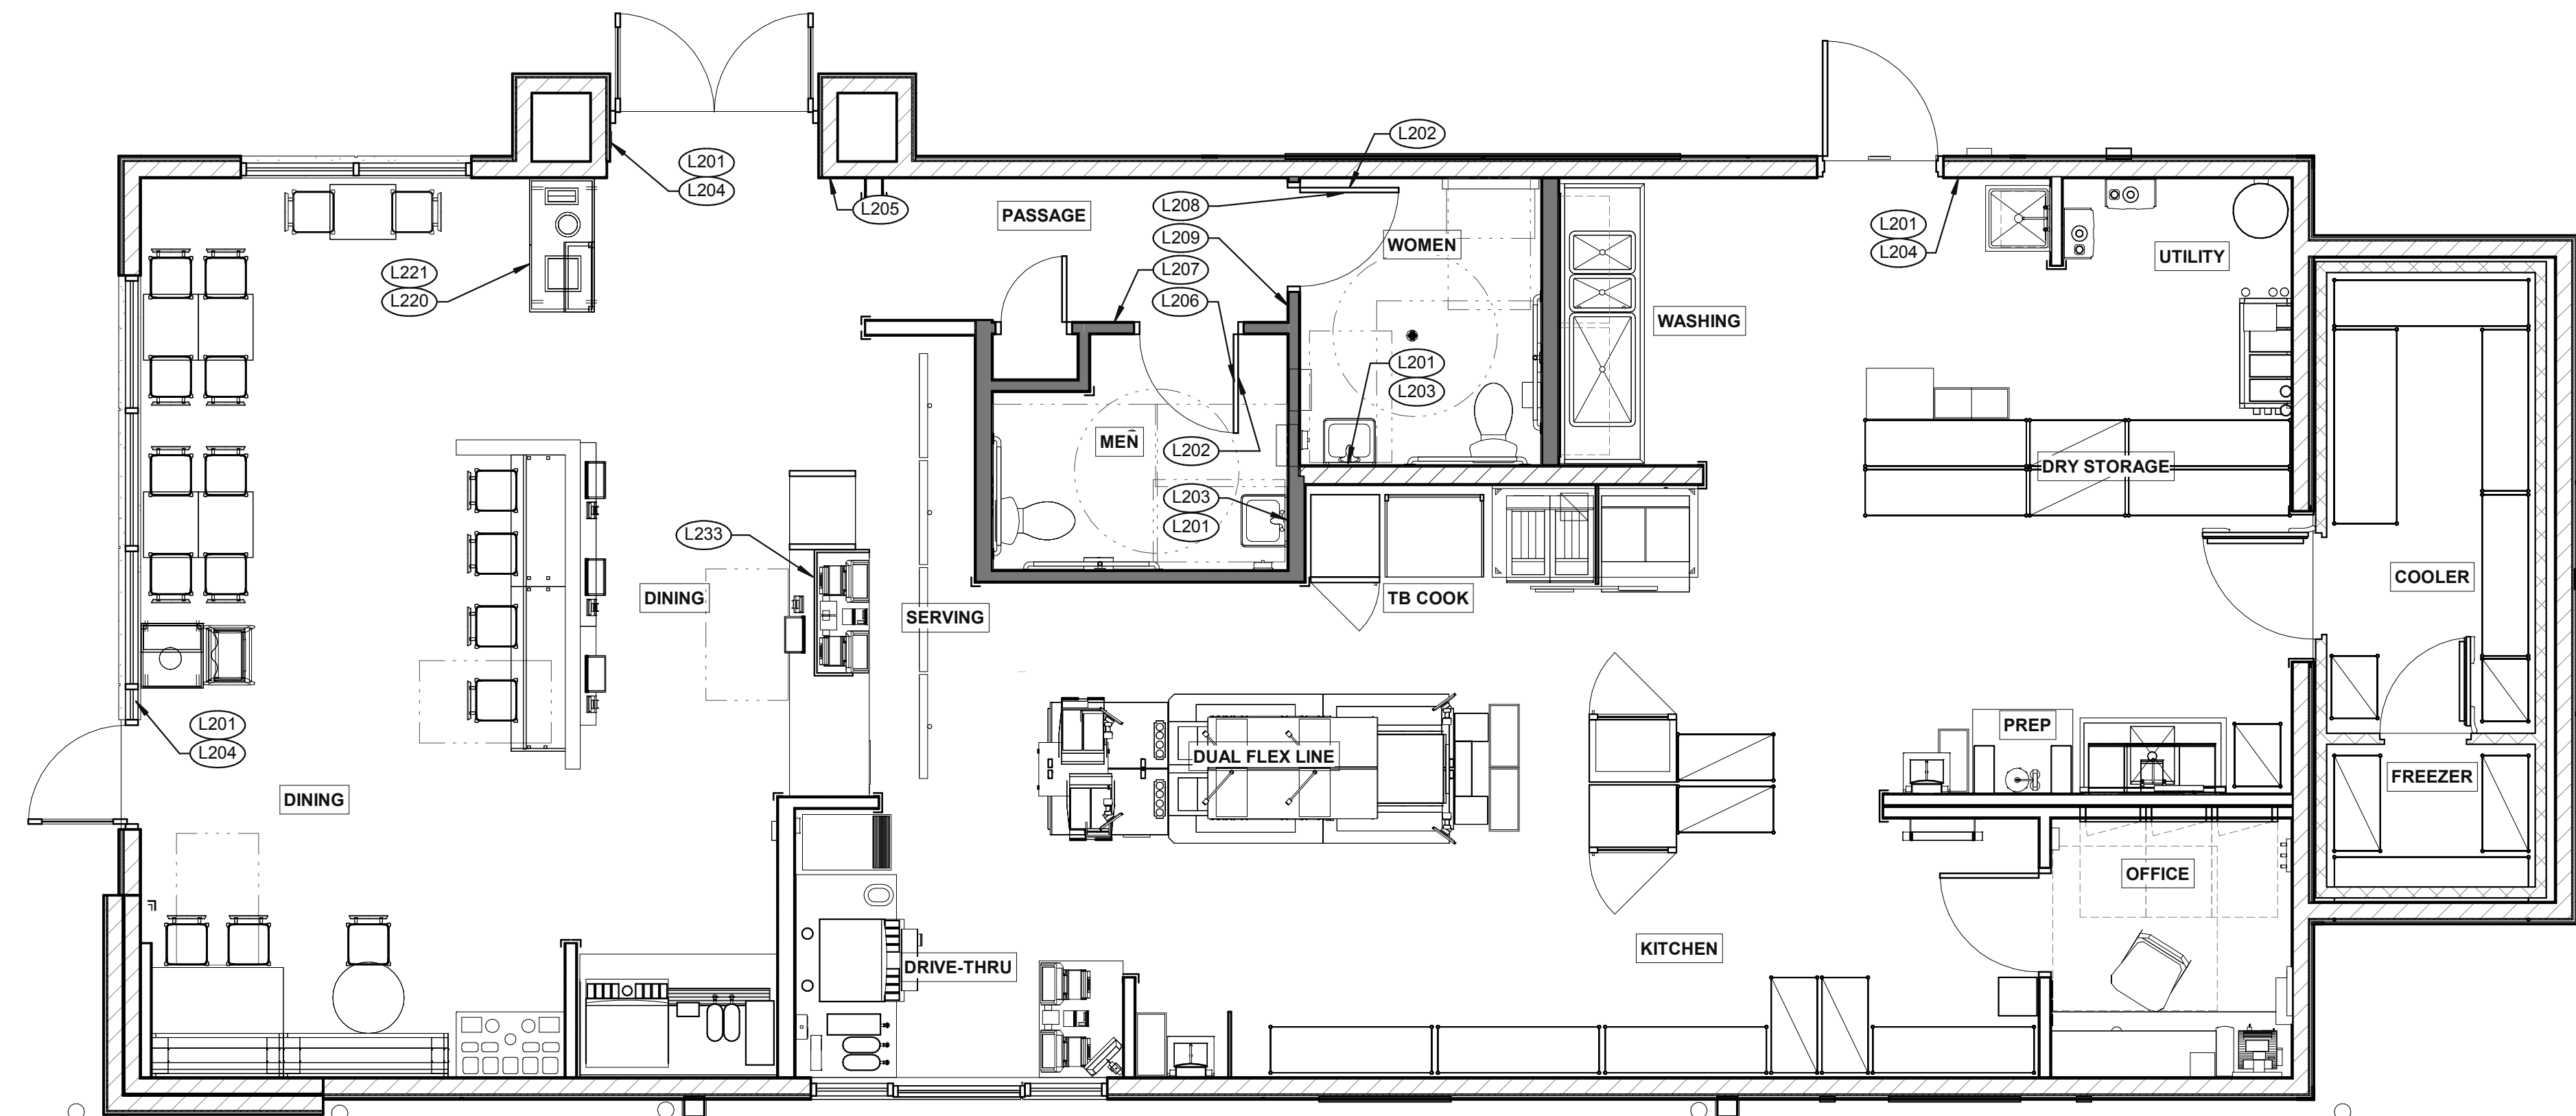 L202
L201
L204
L205
PASSAGE
L208
L209
L207
L206
WOMEN
L201
L204
UTILITY
L221
L220
WASHING
L201
L203
MEN
L202
DRY STORAGE
L203
L201
L233
DINING
SERVING
TB COOK
COOLER
L201
L204
DINING
DUAL FLEX LINE
PREP
FREEZER
OFFICE
DRIVE-THRU
KITCHEN